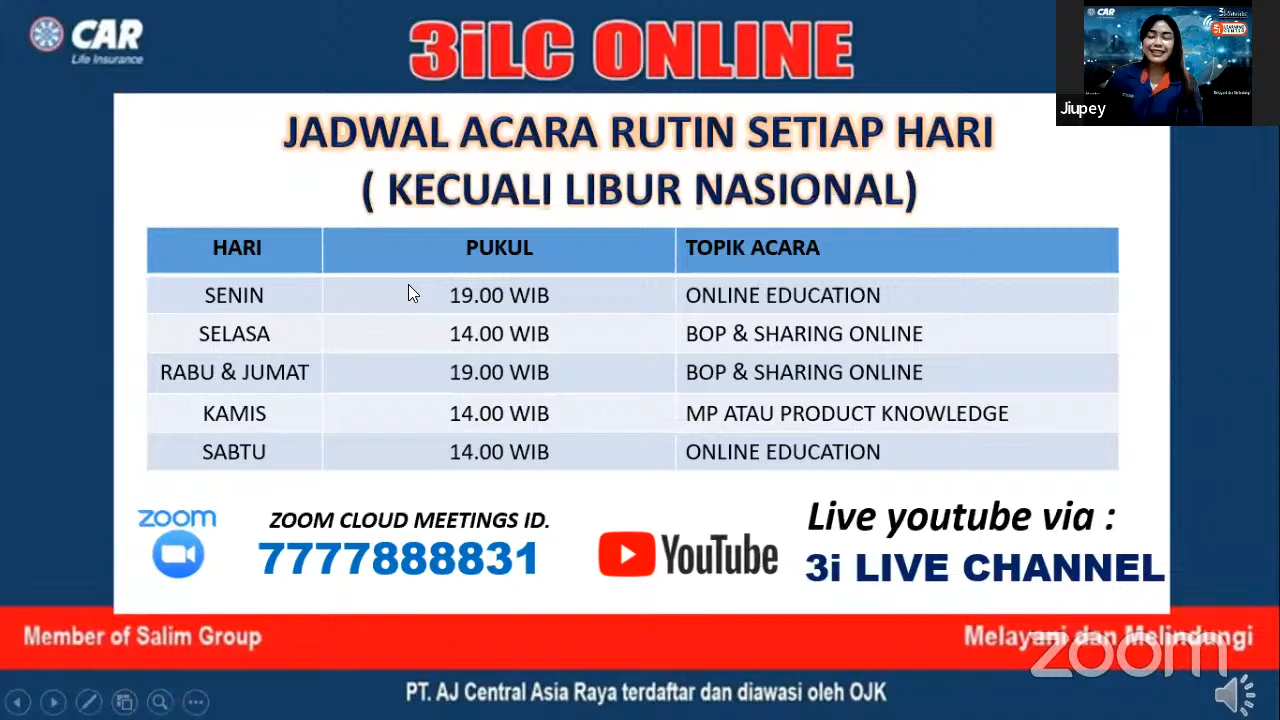 CAR
Life Insurance
3iLC ONLINE
CAR
3i
LEARNING
CENTER
Jiupey
JADWAL ACARA RUTIN SETIAP HARI
( KECUALI LIBUR NASIONAL)
HARI PUKUL TOPIK ACARA
SENIN 19.00 WIB ONLINE EDUCATION
SELASA 14.00 WIB BOP & SHARING ONLINE
RABU & JUMAT 19.00 WIB BOP & SHARING ONLINE
KAMIS 14.00 WIB MP ATAU PRODUCT KNOWLEDGE
SABTU 14.00 WIB ONLINE EDUCATION
zoom
ZOOM CLOUD MEETINGS ID.
7777888831
YouTube
Live youtube via :
3i LIVE CHANNEL
Member of Salim Group
Melayani dan Melindungi
zoom
PT. AJ Central Asia Raya terdaftar dan diawasi oleh OJK